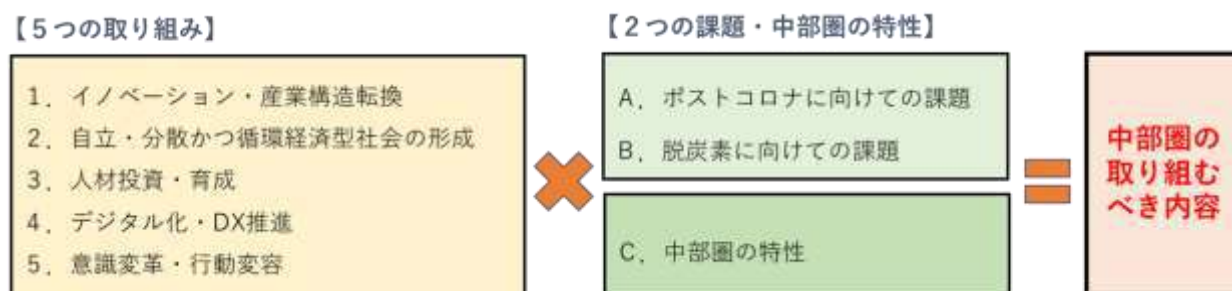 【5つの取り組み】
1．イノベーション・産業構造転換
2．自立・分散かつ循環経済型社会の形成
3．人材投資・育成
4．デジタル化・DX推進
5．意識変革・行動変容
【2つの課題・中部圏の特性】
A．ポストコロナに向けての課題
B．脱炭素に向けての課題
C．中部圏の特性
中部圏の
取り組む
べき内容